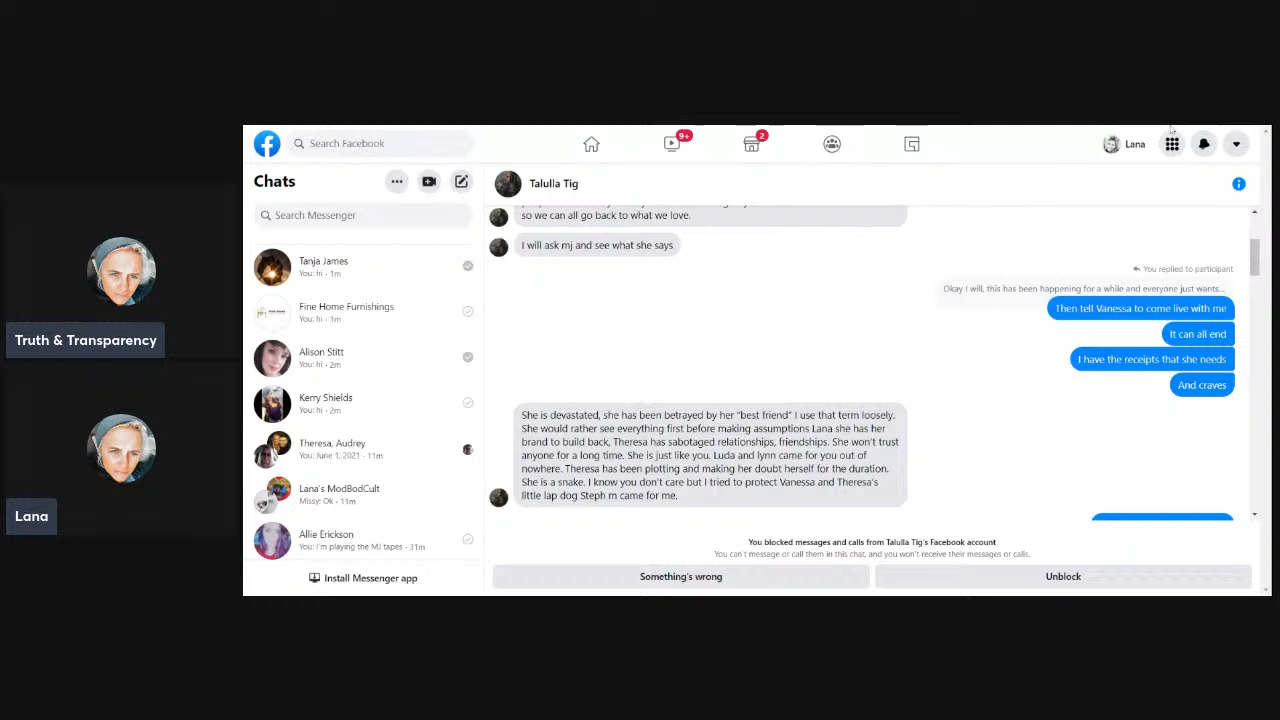 Truth & Transparency
Lana
Search Facebook
9+
2
Lana
Chats
Search Messenger
Tanja James
You: hi · 1m
Fine Home Furnishings
You: hi · 1m
Alison Stitt
You: hi · 2m
Kerry Shields
You: hi · 2m
Theresa, Audrey
You: June 1, 2021 · 11m
Lana's ModBodCult
Missy: Ok · 11m
Allie Erickson
You: I'm playing the MJ tapes · 31m
Install Messenger app
Talulla Tig
so we can all go back to what we love.
I will ask mj and see what she says
You replied to participant
Okay I will, this has been happening for a while and everyone just wants...
Then tell Vanessa to come live with me
It can all end
I have the receipts that she needs
And craves
She is devastated, she has been betrayed by her "best friend" I use that term loosely.
She would rather see everything first before making assumptions Lana she has her
brand to build back, Theresa has sabotaged relationships, friendships. She won't trust
anyone for a long time. She is just like you. Luda and lynn came for you out of
nowhere. Theresa has been plotting and making her doubt herself for the duration.
She is a snake. I know you don't care but I tried to protect Vanessa and Theresa's
little lap dog Steph m came for me.
You blocked messages and calls from Talulla Tig's Facebook account
You can't message or call them in this chat, and you won't receive their messages or calls.
Something's wrong
Unblock